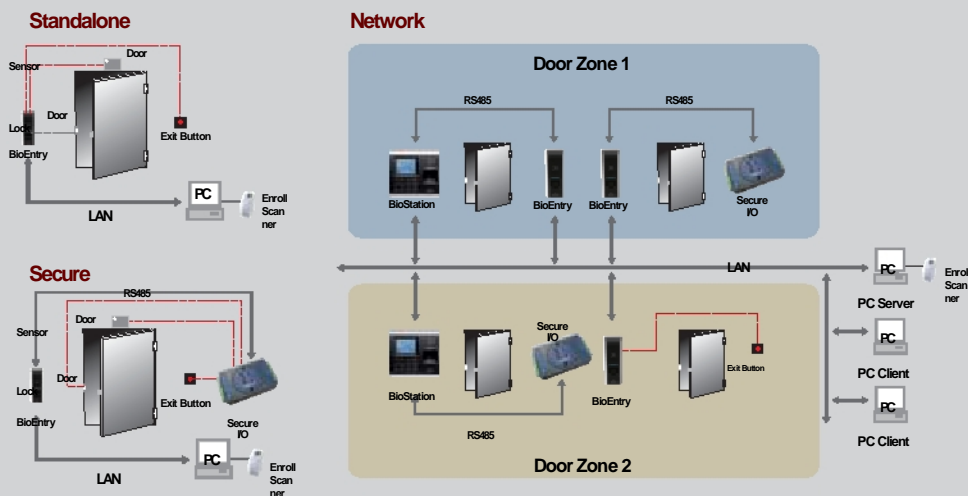 Standalone
Door
Sensor
Door
Lock
BioEntry
Exit Button
PC
Enroll
Scan
ner
LAN
Secure
RS485
Sensor
Door
Door
Lock
BioEntry
Exit Button
Secure
I/O
PC
Enroll
Scan
ner
LAN
Network
Door Zone 1
RS485
RS485
BioStation
BioEntry
BioEntry
Secure
I/O
LAN
PC
Enrol
Scan
ner
PC Server
PC
PC Client
PC
PC Client
Secure
I/O
BioStation
BioEntry
Exit Button
RS485
Door Zone 2